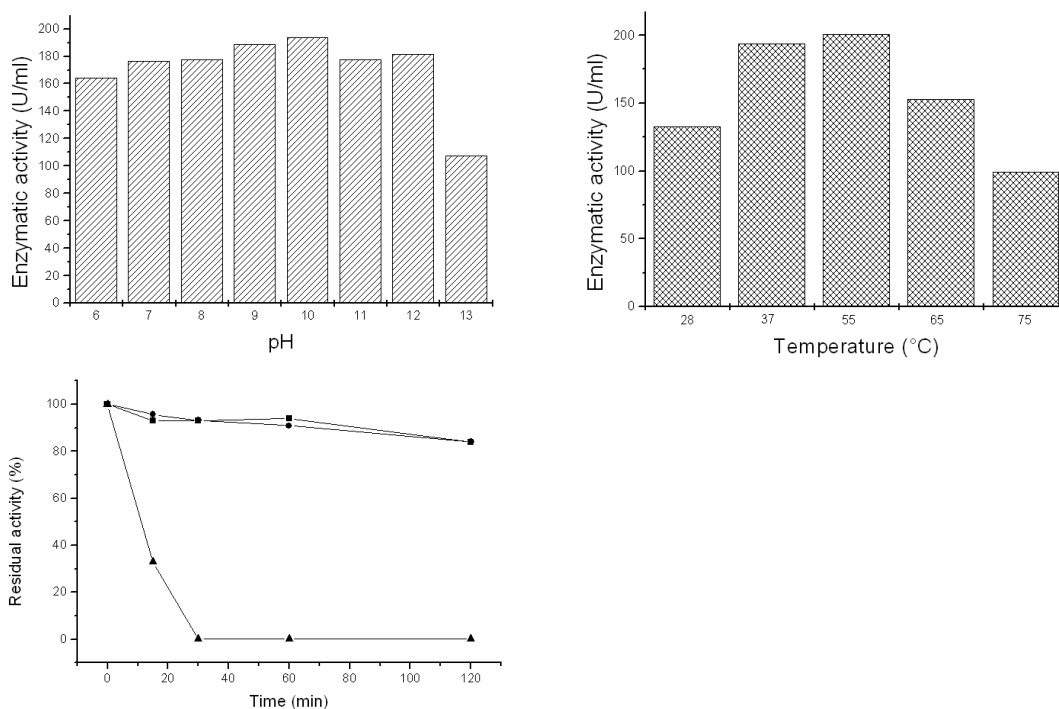 Enzymatic activity (U/ml)
200
180
160
140
120
100
80
60
40
20
0
6 7 8 9 10 11 12 13
pH
Enzymatic activity (U/ml)
200
150
100
50
0
28 37 55 65 75
Temperature (°C)
Residual activity (%)
100
80
60
40
20
0
0 20 40 60 80 100 120
Time (min)